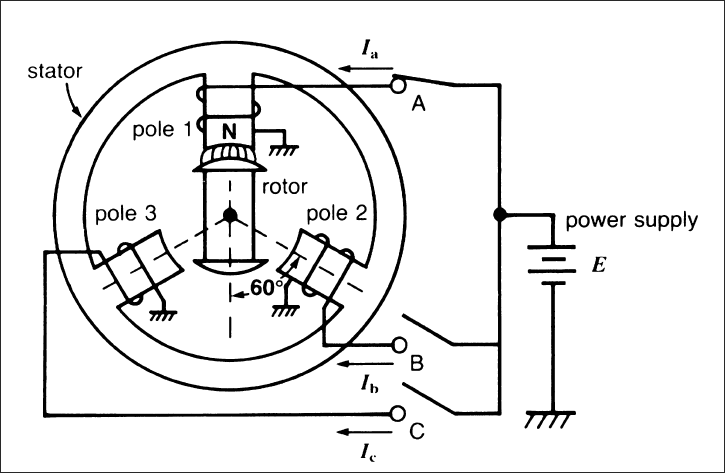 I_a
stator
A
pole 1
N
rotor
pole 3
pole 2
power supply
E
60°
B
I_b
C
I_c